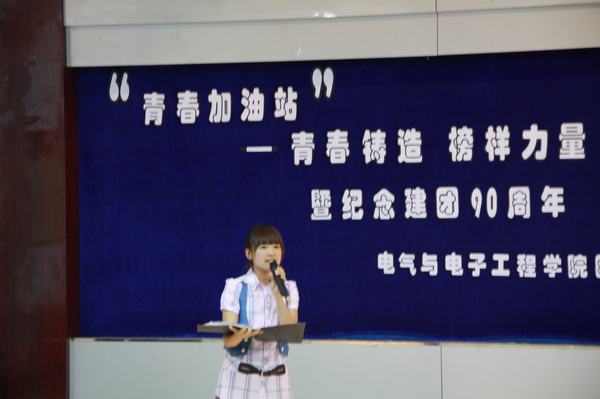 “青春加油站”
—青春铸造 榜样力量
暨纪念建团90周年
电气与电子工程学院